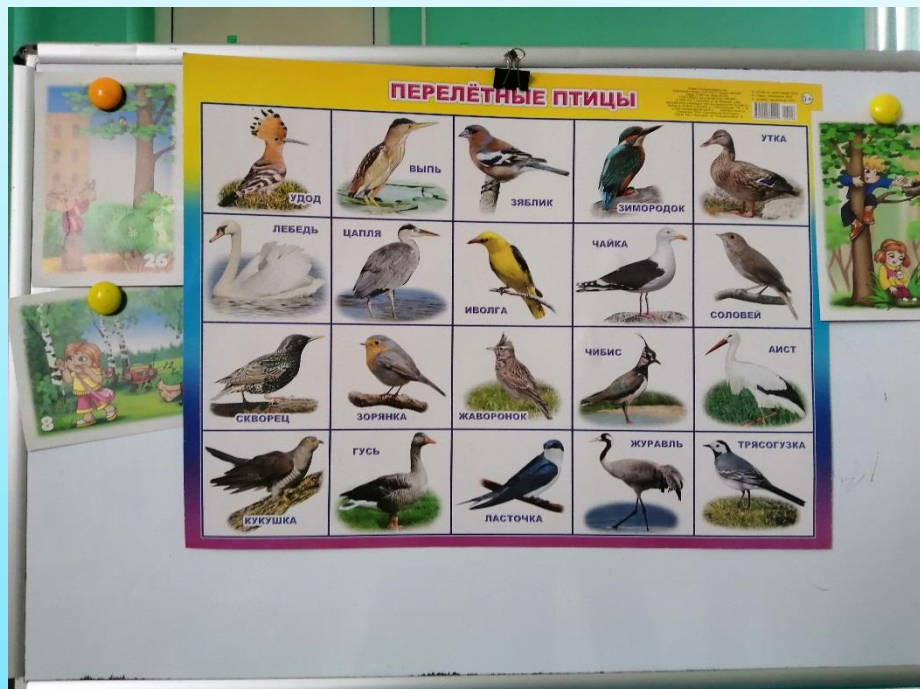 ПЕРЕЛЁТНЫЕ ПТИЦЫ
УДОД
ВЫПЬ
ЗЯБЛИК
ЗИМОРОДОК
УТКА
ЛЕБЕДЬ
ЦАПЛЯ
ИВОЛГА
ЧАЙКА
СОЛОВЕЙ
СКВОРЕЦ
ЗОРЯНКА
ЖАВОРОНОК
ЧИБИС
АИСТ
КУКУШКА
ГУСЬ
ЛАСТОЧКА
ЖУРАВЛЬ
ТРЯСОГУЗКА
26
8